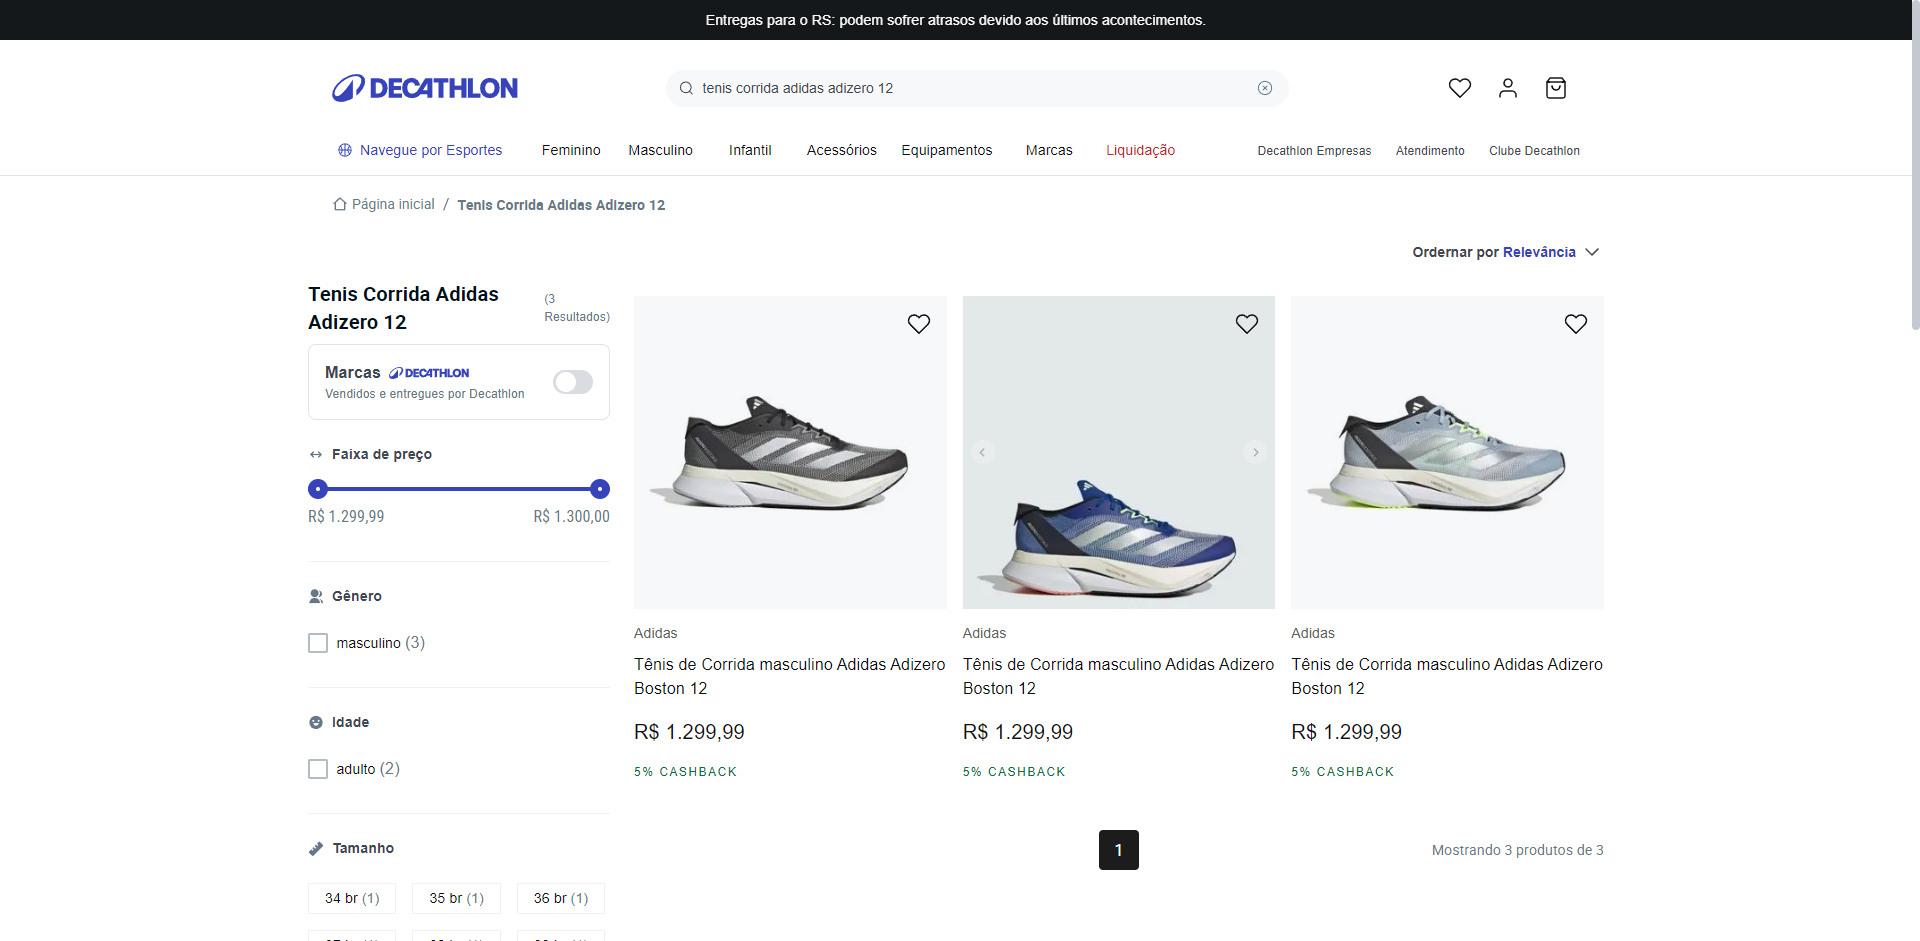 Entregas para o RS: podem sofrer atrasos devido aos últimos acontecimentos.
DECATHLON
tenis corrida adidas adizero 12
Navegue por Esportes
Feminino
Masculino
Infantil
Acessórios
Equipamentos
Marcas
Liquidação
Decathlon Empresas
Atendimento
Clube Decathlon
Página inicial / Tenis Corrida Adidas Adizero 12
Ordernar por Relevância
Tenis Corrida Adidas
Adizero 12
(3
Resultados)
Marcas DECATHLON
Vendidos e entregues por Decathlon
Faixa de preço
R$ 1.299,99
R$ 1.300,00
Gênero
masculino (3)
Idade
adulto (2)
Tamanho
34 br (1)
35 br (1)
36 br (1)
Adidas
Tênis de Corrida masculino Adidas Adizero
Boston 12
R$ 1.299,99
5% CASHBACK
Adidas
Tênis de Corrida masculino Adidas Adizero
Boston 12
R$ 1.299,99
5% CASHBACK
Adidas
Tênis de Corrida masculino Adidas Adizero
Boston 12
R$ 1.299,99
5% CASHBACK
1
Mostrando 3 produtos de 3